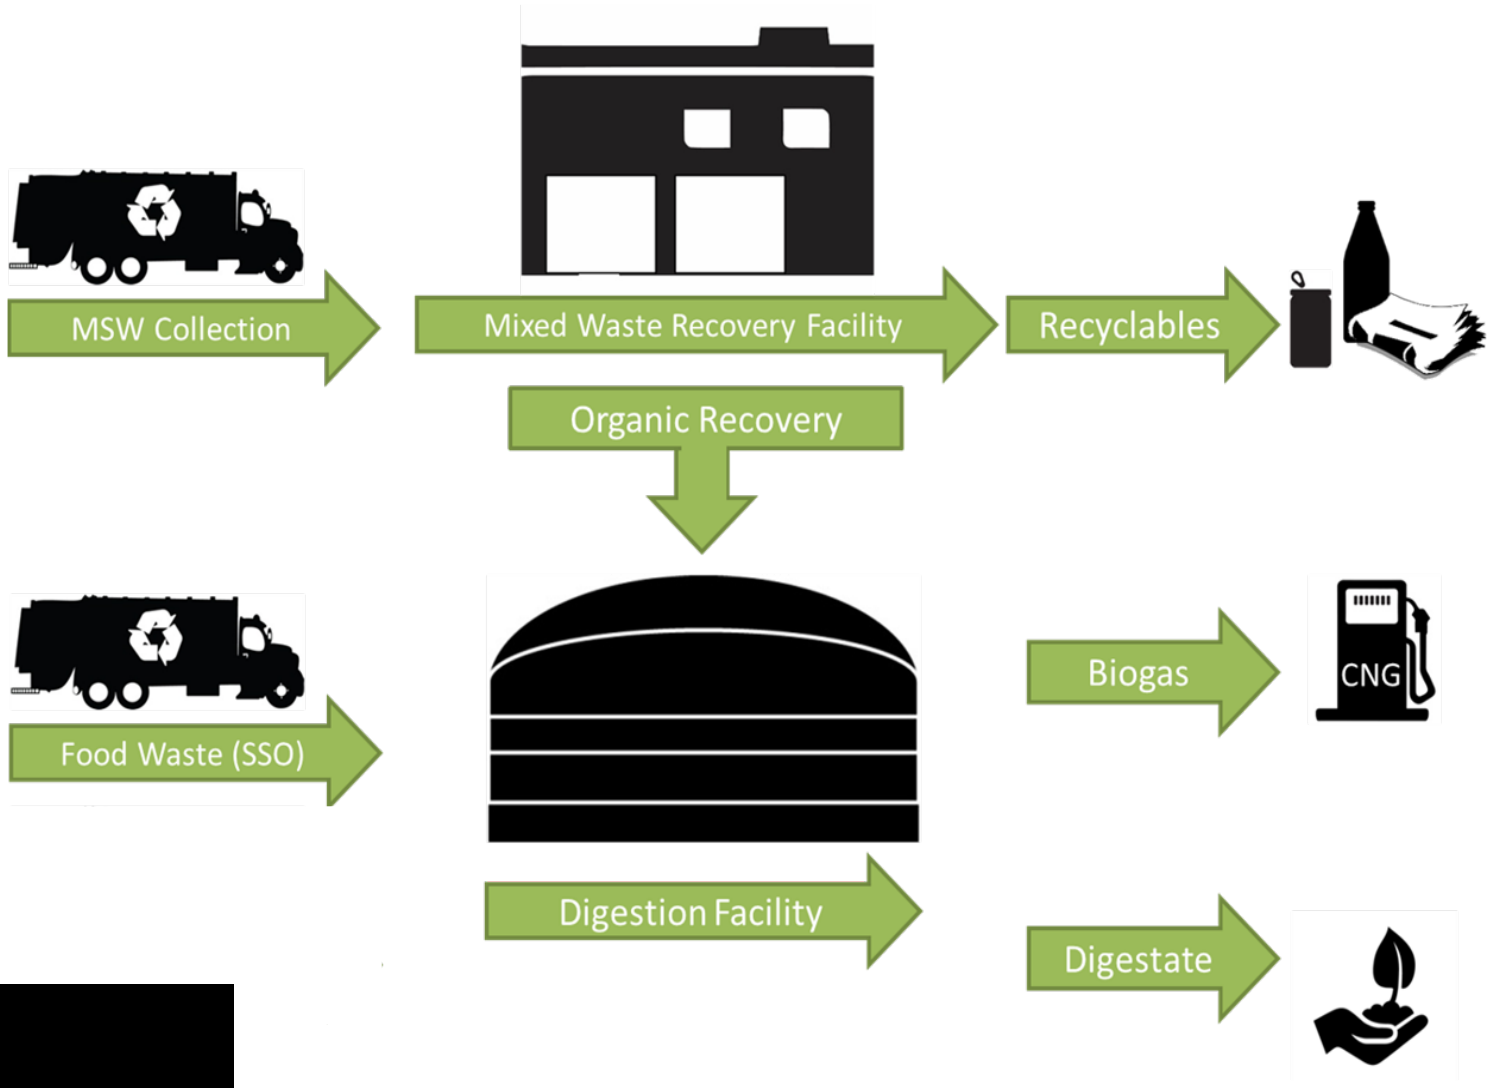 MSW Collection
Mixed Waste Recovery Facility
Recyclables
Organic Recovery
Food Waste (SSO)
Biogas
CNG
Digestion Facility
Digestate